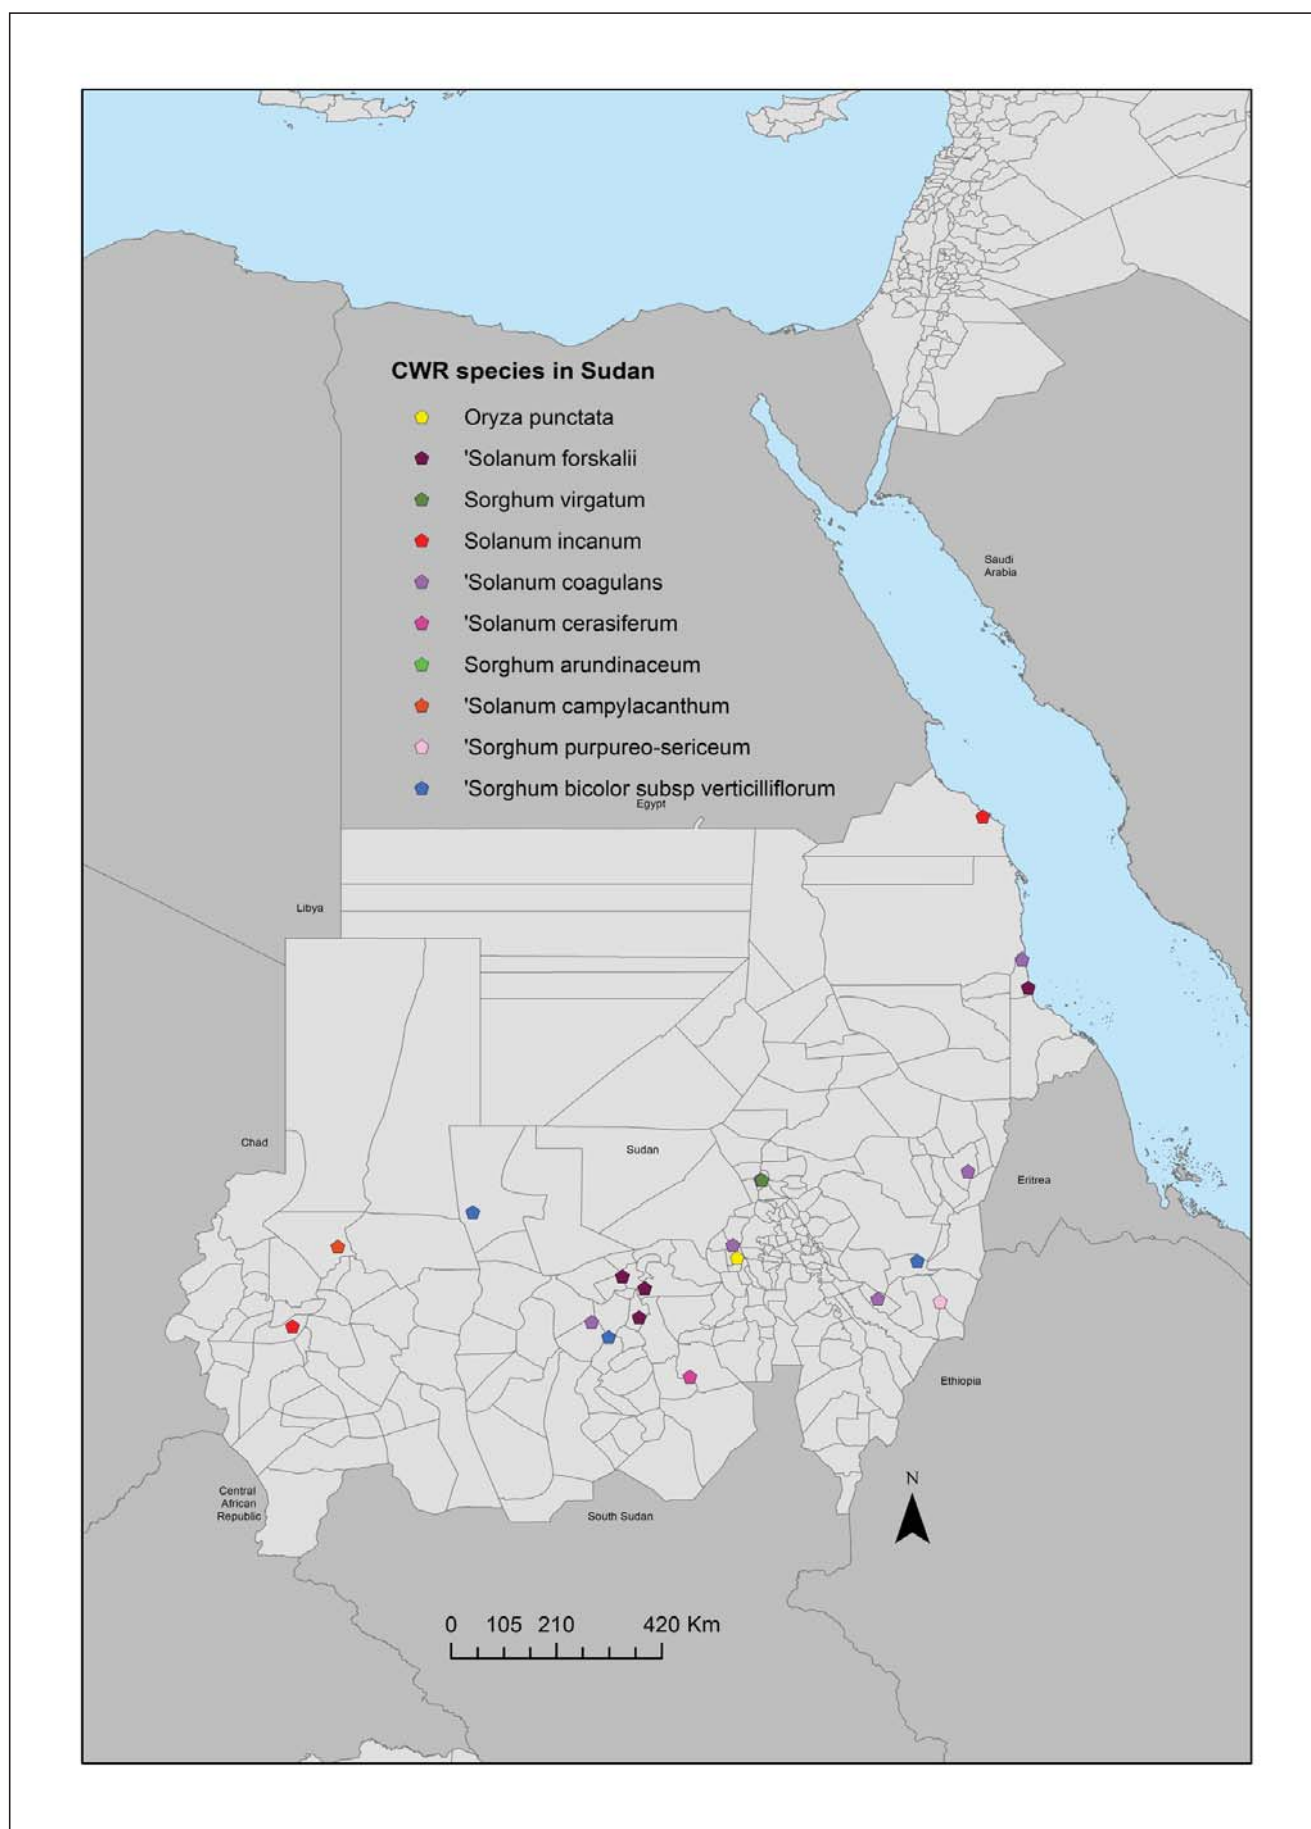 CWR species in Sudan
Oryza punctata
'Solanum forskalii
Sorghum virgatum
Solanum incanum
'Solanum coagulans
'Solanum cerasiferum
Sorghum arundinaceum
'Solanum campylacanthum
'Sorghum purpureo-sericeum
'Sorghum bicolor subsp verticilliflorum
Egypt
Saudi
Arabia
Libya
Chad
Sudan
Eritrea
Ethiopia
Central
African
Republic
South Sudan
N
0 105 210 420 Km